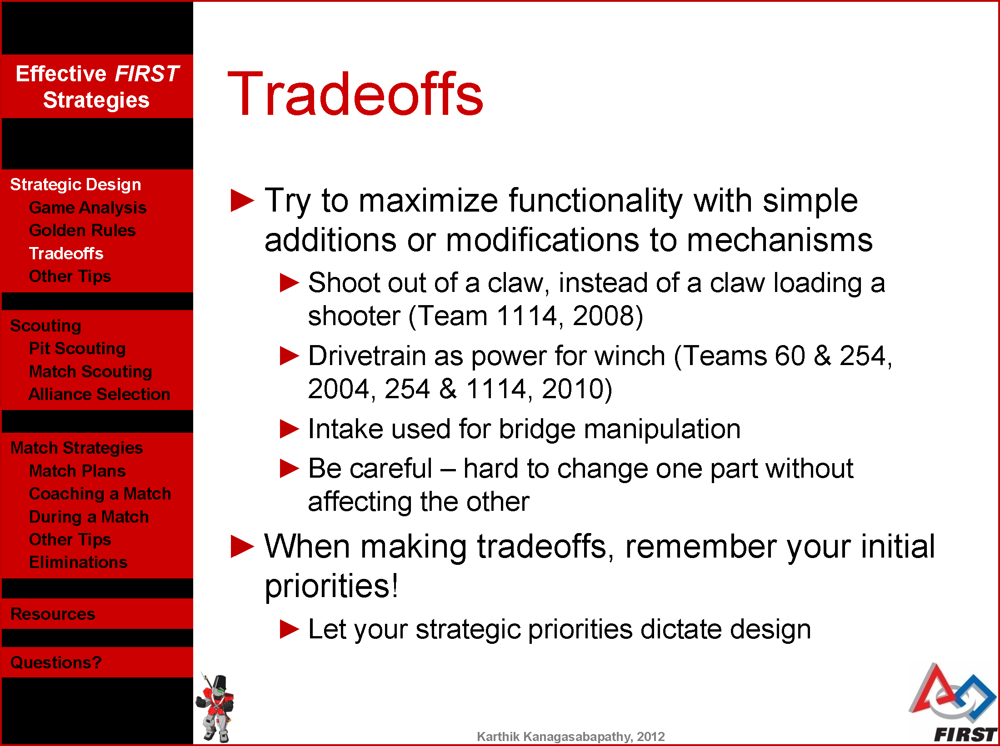 Effective FIRST
Strategies
Strategic Design
Game Analysis
Golden Rules
Tradeoffs
Other Tips
Scouting
Pit Scouting
Match Scouting
Alliance Selection
Match Strategies
Match Plans
Coaching a Match
During a Match
Other Tips
Eliminations
Resources
Questions?
Tradeoffs
► Try to maximize functionality with simple
additions or modifications to mechanisms
► Shoot out of a claw, instead of a claw loading a
shooter (Team 1114, 2008)
► Drivetrain as power for winch (Teams 60 & 254,
2004, 254 & 1114, 2010)
► Intake used for bridge manipulation
► Be careful – hard to change one part without
affecting the other
► When making tradeoffs, remember your initial
priorities!
► Let your strategic priorities dictate design
Karthik Kanagasabapathy, 2012
FIRST